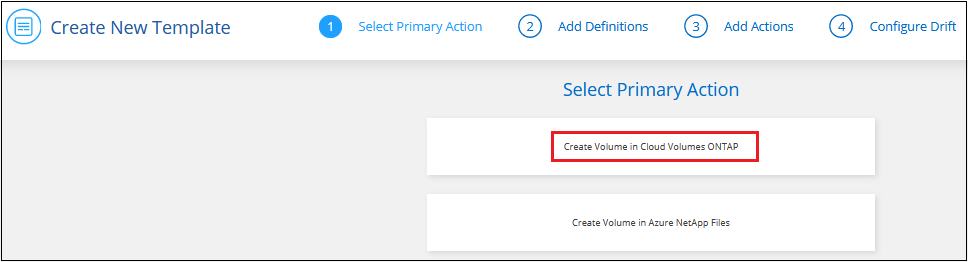 Create New Template
1 Select Primary Action 2 Add Definitions 3 Add Actions 4 Configure Drift
Select Primary Action
Create Volume in Cloud Volumes ONTAP
Create Volume in Azure NetApp Files